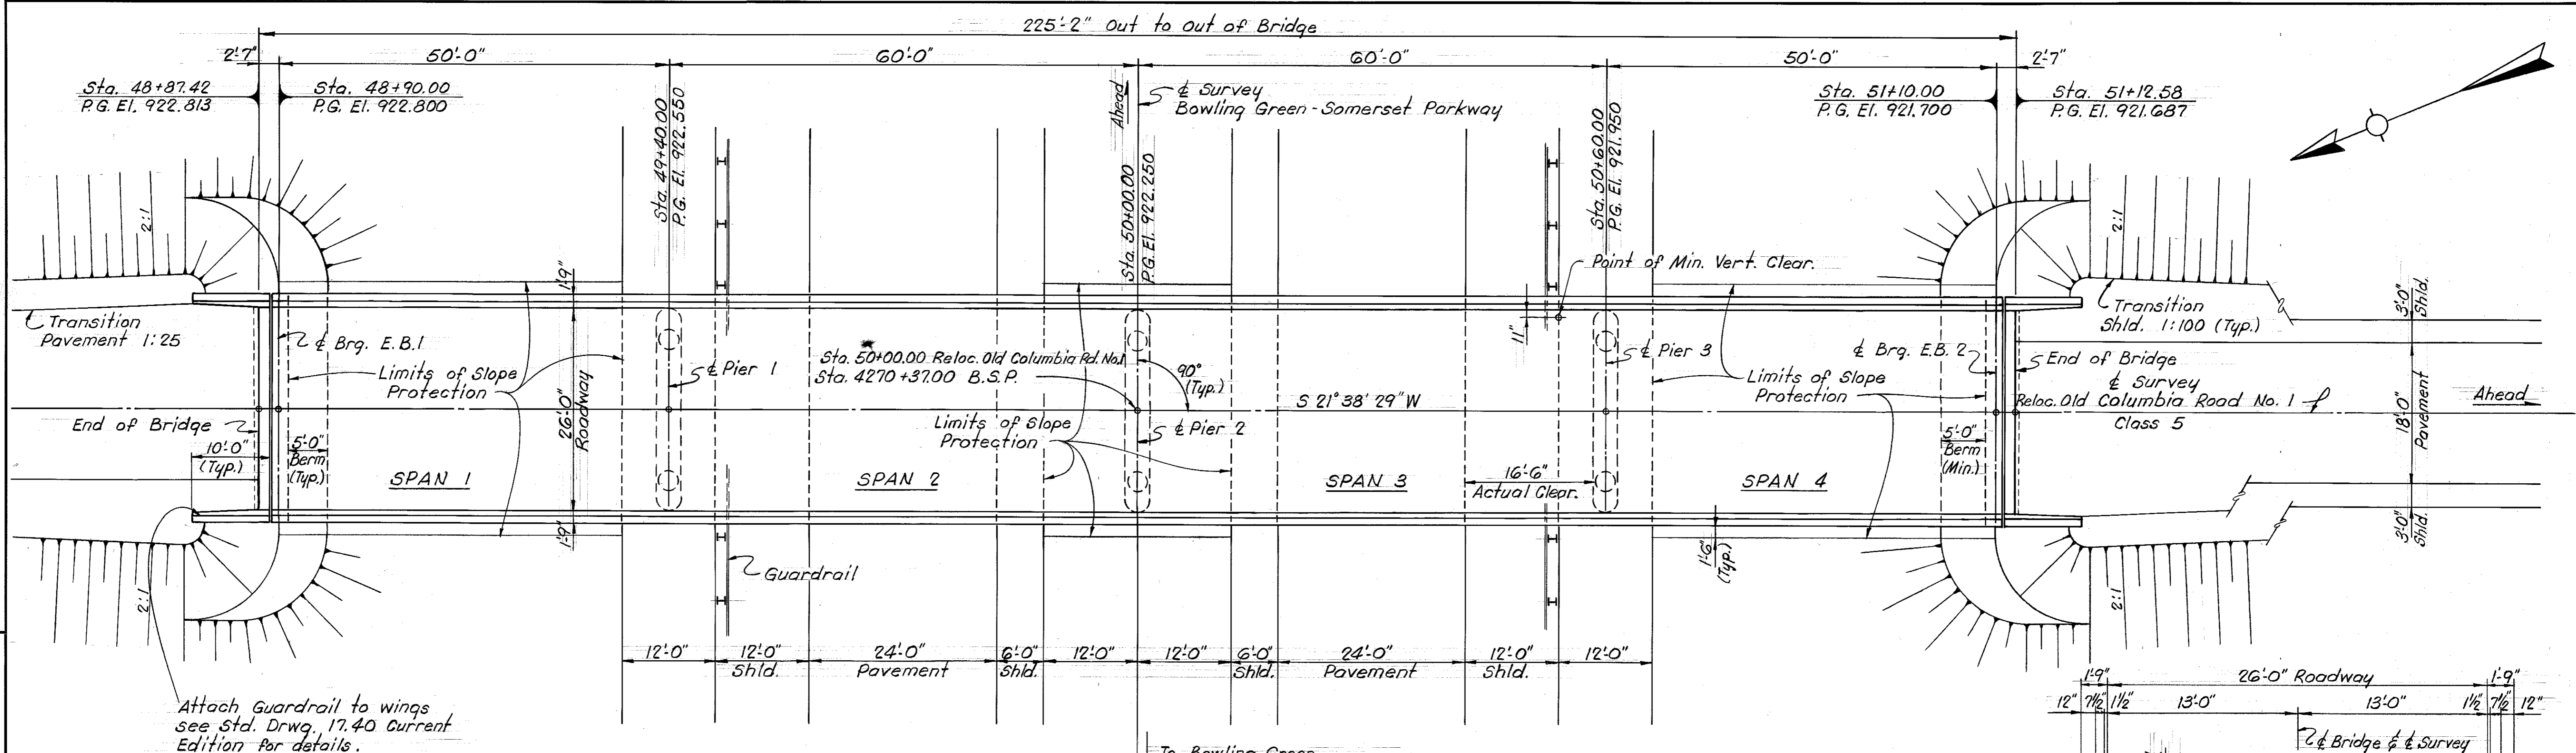 225'-2" Out to Out of Bridge
2'-7"
50'-0"
60'-0"
60'-0"
50'-0"
2'-7"
Sta. 48+87.42
P.G. El. 922.813
Sta. 48+90.00
P.G. El. 922.800
Sta. 49+40.00
P.G. El. 922.550
Ahead
℄ Survey
Bowling Green-Somerset Parkway
Sta. 50+00.00
P.G. El. 922.250
Sta. 50+60.00
P.G. El. 921.950
Sta. 51+10.00
P.G. El. 921.700
Sta. 51+12.58
P.G. El. 921.687
2:1
2:1
1'-9"
Point of Min. Vert. Clear.
11"
Transition
Pavement 1:25
℄ Brg. E.B.1
Limits of Slope
Protection
26'-0"
Roadway
℄ Pier 1
Sta. 50+00.00 Reloc. Old Columbia Rd. No.1
Sta. 4270+37.00 B.S.P.
90°
(Typ.)
℄ Pier 3
℄ Brg. E.B. 2
Limits of Slope
Protection
Transition
Shld. 1:100 (Typ.)
3'-0"
Shld.
End of Bridge
℄ Survey
Reloc. Old Columbia Road No. 1
Class 5
Ahead
18'-0"
Pavement
S 21° 38' 29" W
End of Bridge
10'-0"
(Typ.)
5'-0"
Berm
(Typ.)
Limits of Slope
Protection
℄ Pier 2
SPAN 1
SPAN 2
SPAN 3
16'-6"
Actual Clear.
SPAN 4
5'-0"
Berm
(Min.)
3'-0"
Shld.
1'-9"
1'-6"
(Typ.)
Guardrail
2:1
2:1
12'-0"
12'-0"
Shld.
24'-0"
Pavement
6'-0"
Shld.
12'-0"
12'-0"
6'-0"
Shld.
24'-0"
Pavement
12'-0"
Shld.
12'-0"
Attach Guardrail to wings
see Std. Drwg. 17.40 Current
Edition for details.
To Bowling Green
1'-9"
26'-0" Roadway
1'-9"
12"
7½"
1½"
13'-0"
13'-0"
1½"
7½"
12"
℄ Bridge & ℄ Survey